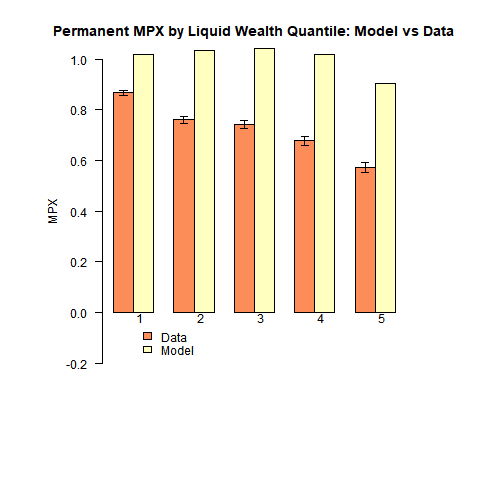 Permanent MPX by Liquid Wealth Quantile: Model vs Data
1.0
0.8
0.6
0.4
0.2
0.0
-0.2
MPX
1 2 3 4 5
Data
Model